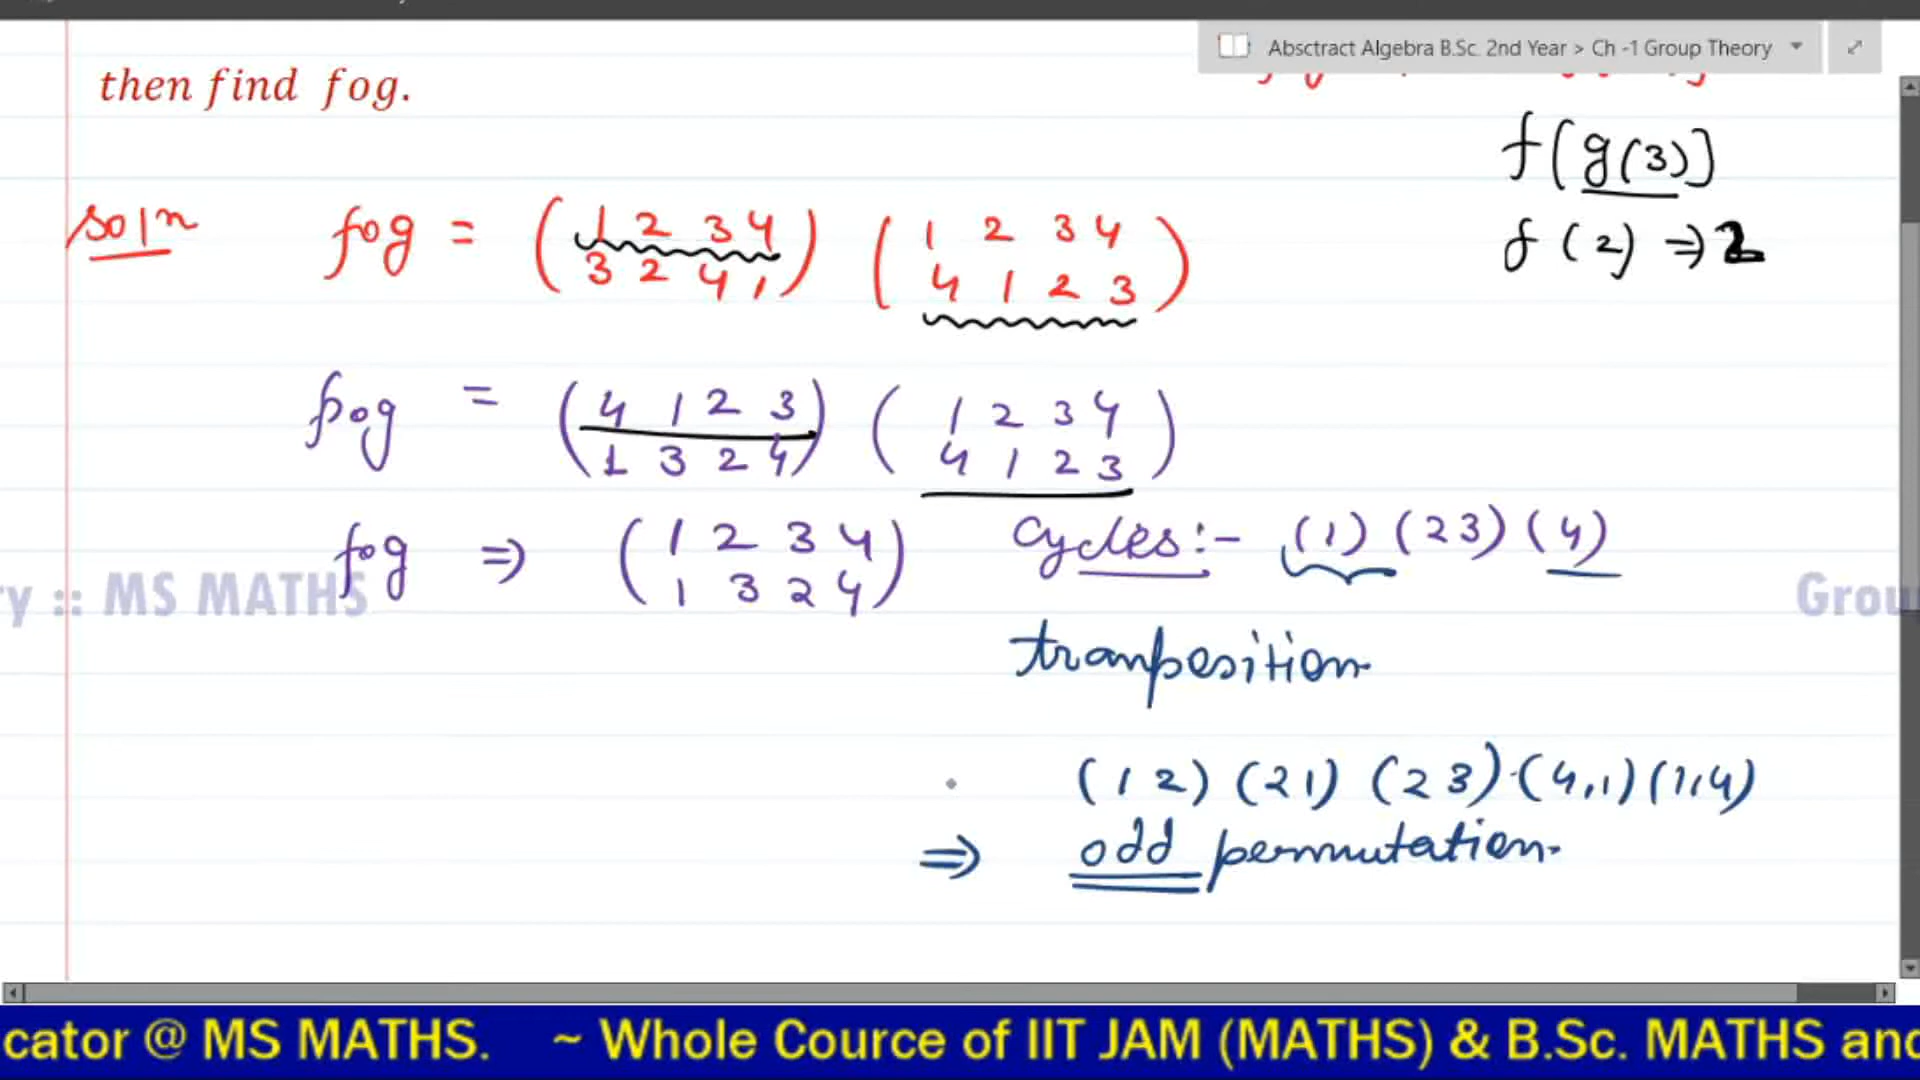 Absctract Algebra B.Sc. 2nd Year > Ch -1 Group Theory
then find fog.
f[g(3)]
f(2) ⇒ 2
soln fog = (1 2 3 4) (1 2 3 4)
3 2 4 1 4 1 2 3
fog = (4 1 2 3) (1 2 3 4)
1 3 2 4 4 1 2 3
fog ⇒ (1 2 3 4) Cycles:- (1) (2 3) (4)
1 3 2 4
ry :: MS MATHS Grou
tranposition
(1 2) (2 1) (2 3)·(4,1) (1,4)
⇒ odd permutation.
cator @ MS MATHS. ~ Whole Cource of IIT JAM (MATHS) & B.Sc. MATHS and